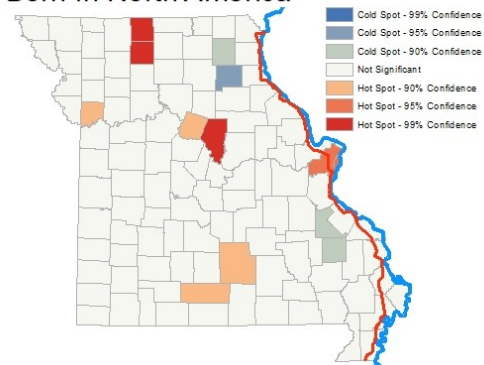 Born in North America
Cold Spot - 99% Confidence
Cold Spot - 95% Confidence
Cold Spot - 90% Confidence
Not Significant
Hot Spot - 90% Confidence
Hot Spot - 95% Confidence
Hot Spot - 99% Confidence